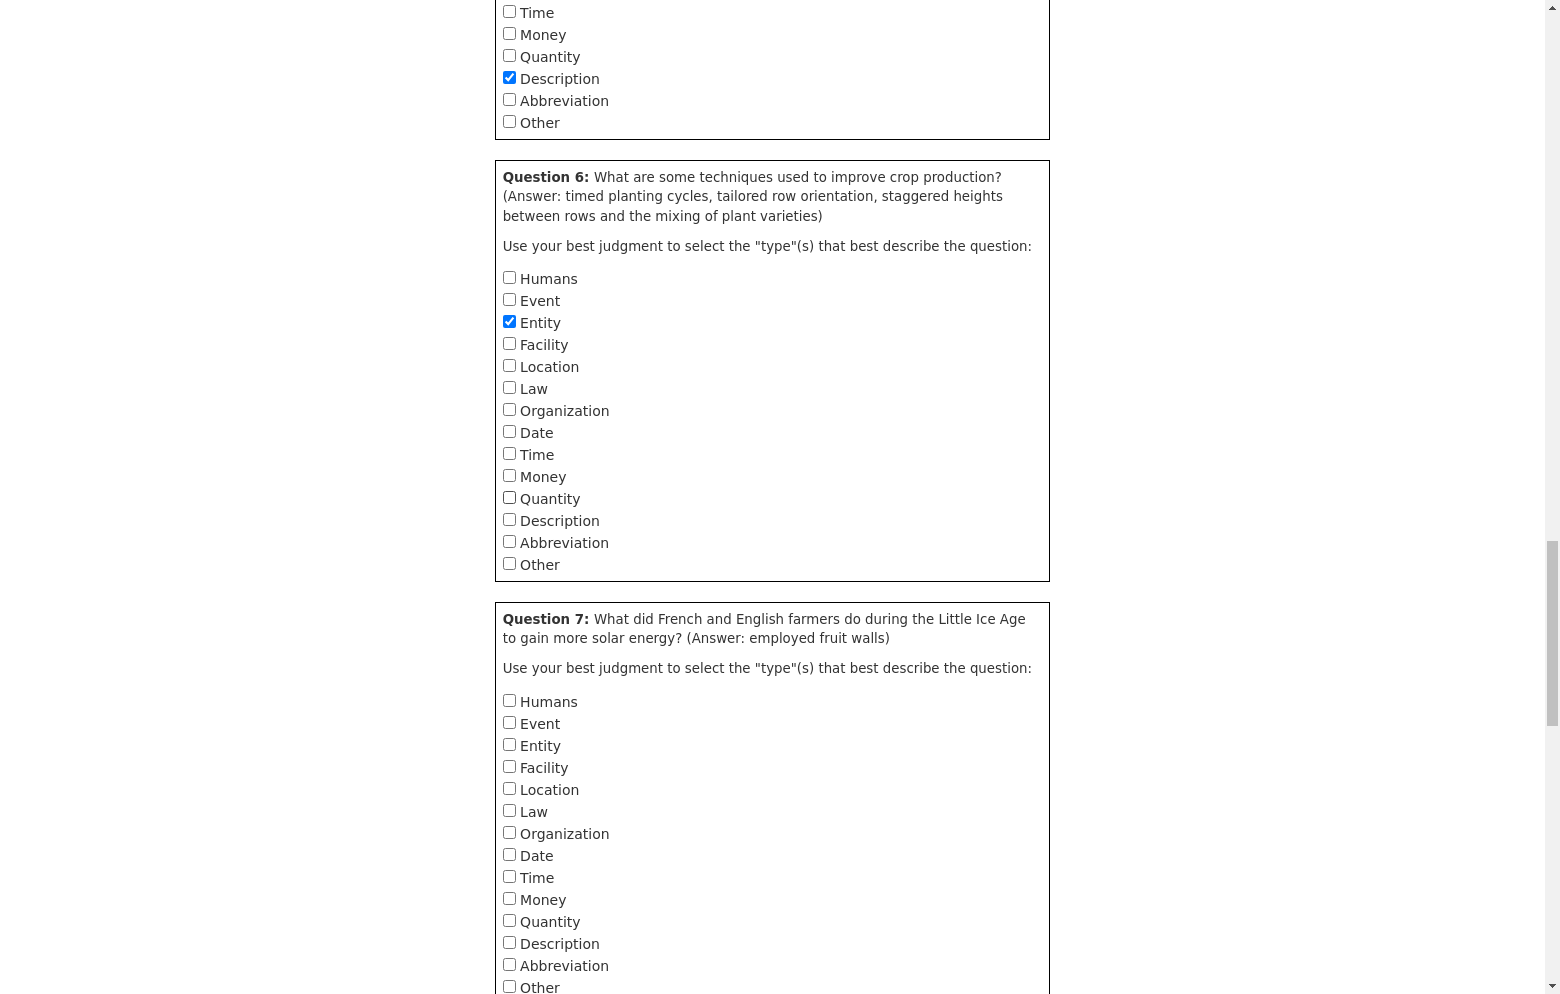 Time
Money
Quantity
Description
Abbreviation
Other
Question 6: What are some techniques used to improve crop production?
(Answer: timed planting cycles, tailored row orientation, staggered heights
between rows and the mixing of plant varieties)
Use your best judgment to select the "type"(s) that best describe the question:
Humans
Event
Entity
Facility
Location
Law
Organization
Date
Time
Money
Quantity
Description
Abbreviation
Other
Question 7: What did French and English farmers do during the Little Ice Age
to gain more solar energy? (Answer: employed fruit walls)
Use your best judgment to select the "type"(s) that best describe the question:
Humans
Event
Entity
Facility
Location
Law
Organization
Date
Time
Money
Quantity
Description
Abbreviation
Other